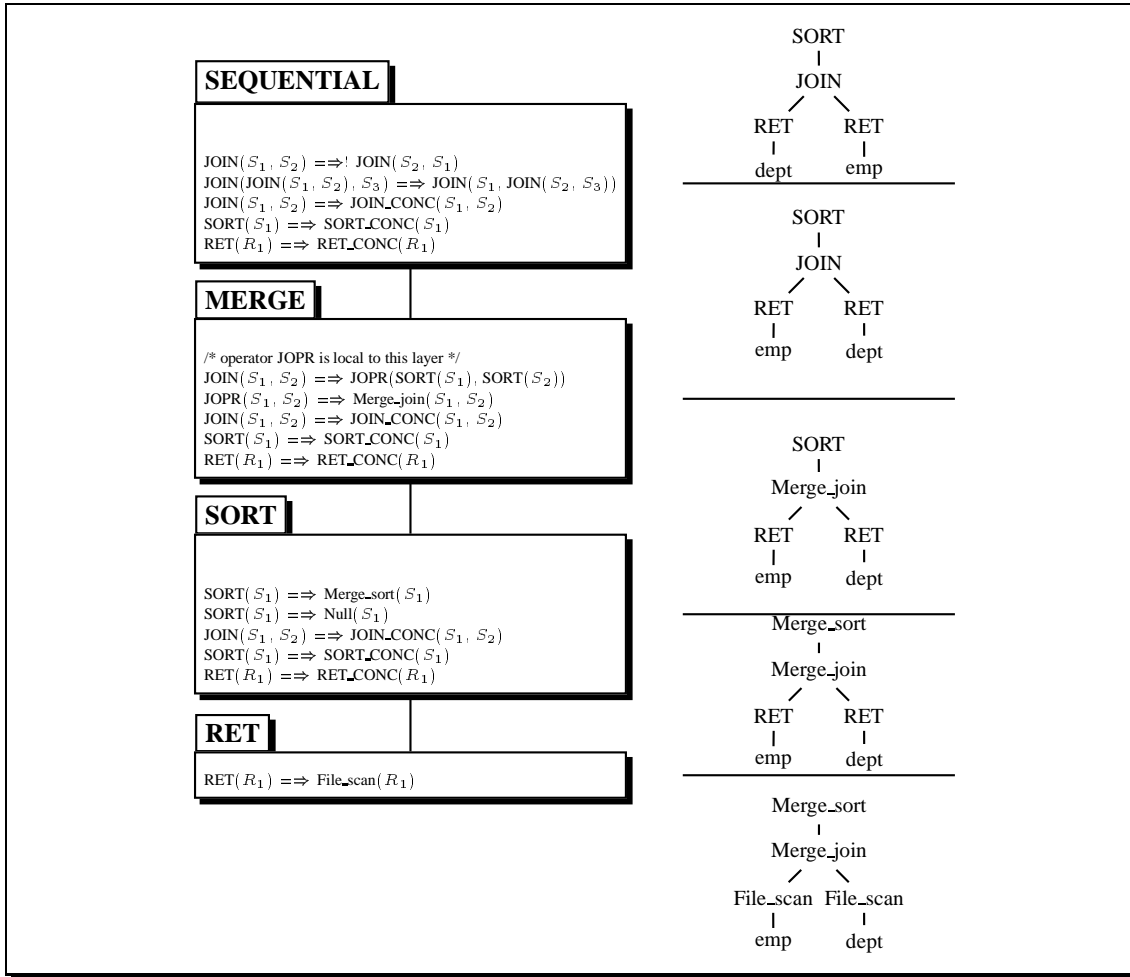 SEQUENTIAL
JOIN(S₁, S₂) ==>! JOIN(S₂, S₁)
JOIN(JOIN(S₁, S₂), S₃) ==> JOIN(S₁, JOIN(S₂, S₃))
JOIN(S₁, S₂) ==> JOIN_CONC(S₁, S₂)
SORT(S₁) ==> SORT_CONC(S₁)
RET(R₁) ==> RET_CONC(R₁)
MERGE
/* operator JOPR is local to this layer */
JOIN(S₁, S₂) ==> JOPR(SORT(S₁), SORT(S₂))
JOPR(S₁, S₂) ==> Merge_join(S₁, S₂)
JOIN(S₁, S₂) ==> JOIN_CONC(S₁, S₂)
SORT(S₁) ==> SORT_CONC(S₁)
RET(R₁) ==> RET_CONC(R₁)
SORT
SORT(S₁) ==> Merge_sort(S₁)
SORT(S₁) ==> Null(S₁)
JOIN(S₁, S₂) ==> JOIN_CONC(S₁, S₂)
SORT(S₁) ==> SORT_CONC(S₁)
RET(R₁) ==> RET_CONC(R₁)
RET
RET(R₁) ==> File_scan(R₁)
SORT
JOIN
RET RET
dept emp
SORT
JOIN
RET RET
emp dept
SORT
Merge_join
RET RET
emp dept
Merge_sort
Merge_join
RET RET
emp dept
Merge_sort
Merge_join
File_scan File_scan
emp dept